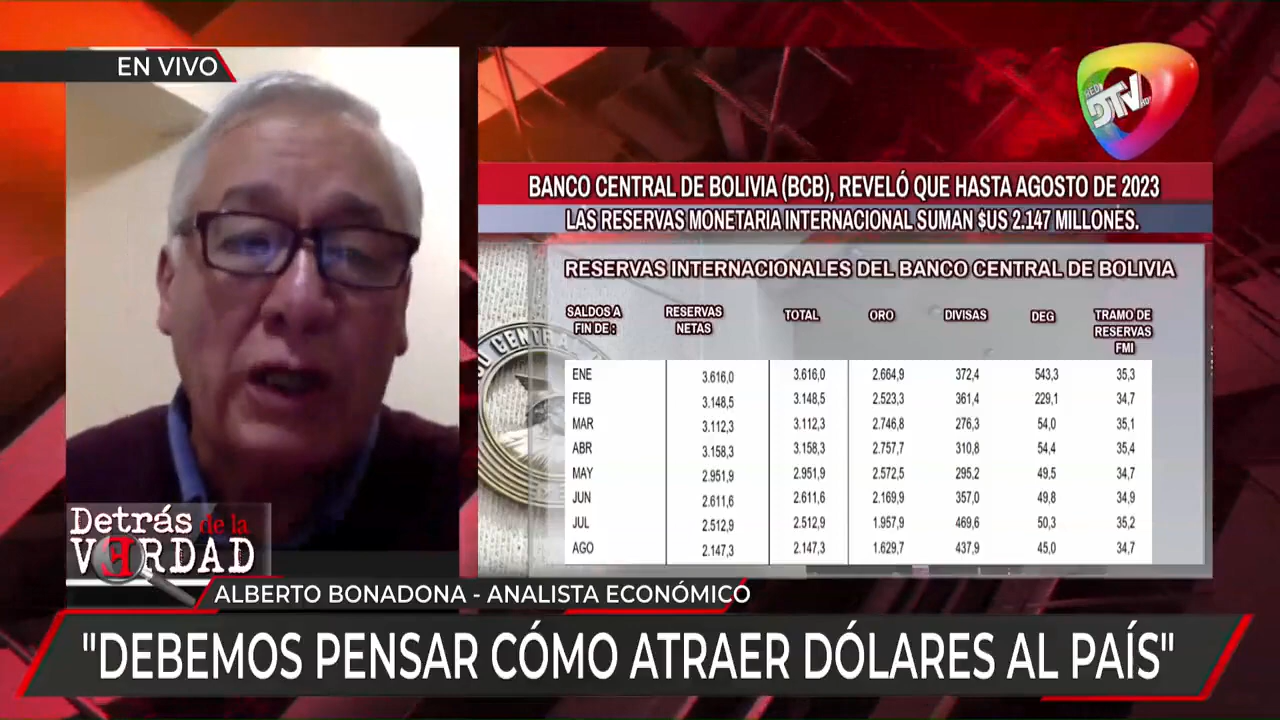 EN VIVO
RED
DTV
BANCO CENTRAL DE BOLIVIA (BCB), REVELÓ QUE HASTA AGOSTO DE 2023
LAS RESERVAS MONETARIA INTERNACIONAL SUMAN $US 2.147 MILLONES.
RESERVAS INTERNACIONALES DEL BANCO CENTRAL DE BOLIVIA
SALDOS A FIN DE : RESERVAS NETAS TOTAL ORO DIVISAS DEG TRAMO DE RESERVAS FMI
ENE 3.616,0 3.616,0 2.664,9 372,4 543,3 35,3
FEB 3.148,5 3.148,5 2.523,3 361,4 229,1 34,7
MAR 3.112,3 3.112,3 2.746,8 276,3 54,0 35,1
ABR 3.158,3 3.158,3 2.757,7 310,8 54,4 35,4
MAY 2.951,9 2.951,9 2.572,5 295,2 49,5 34,7
JUN 2.611,6 2.611,6 2.169,9 357,0 49,8 34,9
JUL 2.512,9 2.512,9 1.957,9 469,6 50,3 35,2
AGO 2.147,3 2.147,3 1.629,7 437,9 45,0 34,7
Detrás de la
VERDAD
ALBERTO BONADONA - ANALISTA ECONÓMICO
"DEBEMOS PENSAR CÓMO ATRAER DÓLARES AL PAÍS"